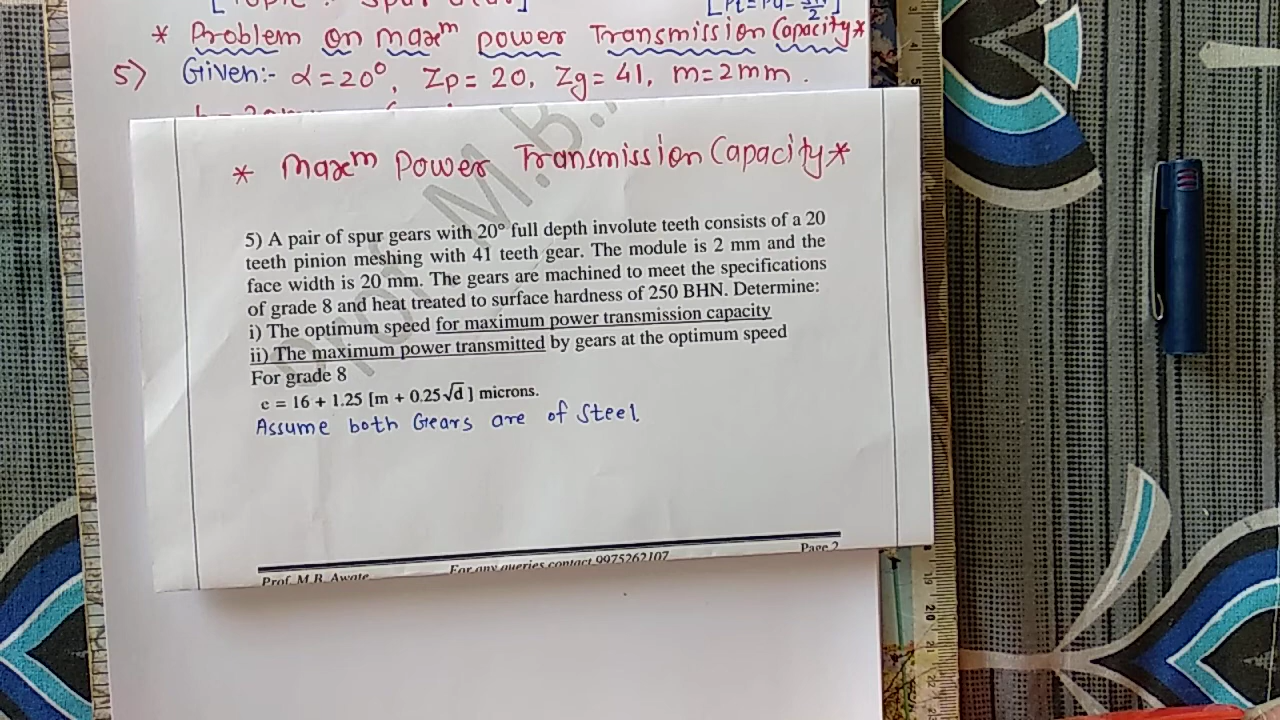 * Problem on maxᵐ power Transmission Capacity*
5) Given:- α = 20°, Zp = 20, Zg = 41, m = 2 mm .
* Maxᵐ Power Transmission Capacity*
5) A pair of spur gears with 20° full depth involute teeth consists of a 20
teeth pinion meshing with 41 teeth gear. The module is 2 mm and the
face width is 20 mm. The gears are machined to meet the specifications
of grade 8 and heat treated to surface hardness of 250 BHN. Determine:
i) The optimum speed for maximum power transmission capacity
ii) The maximum power transmitted by gears at the optimum speed
For grade 8
e = 16 + 1.25 [m + 0.25√d ] microns.
Assume both Gears are of Steel.
Prof. M.B. Awate For any queries contact 9975262107 Page 2